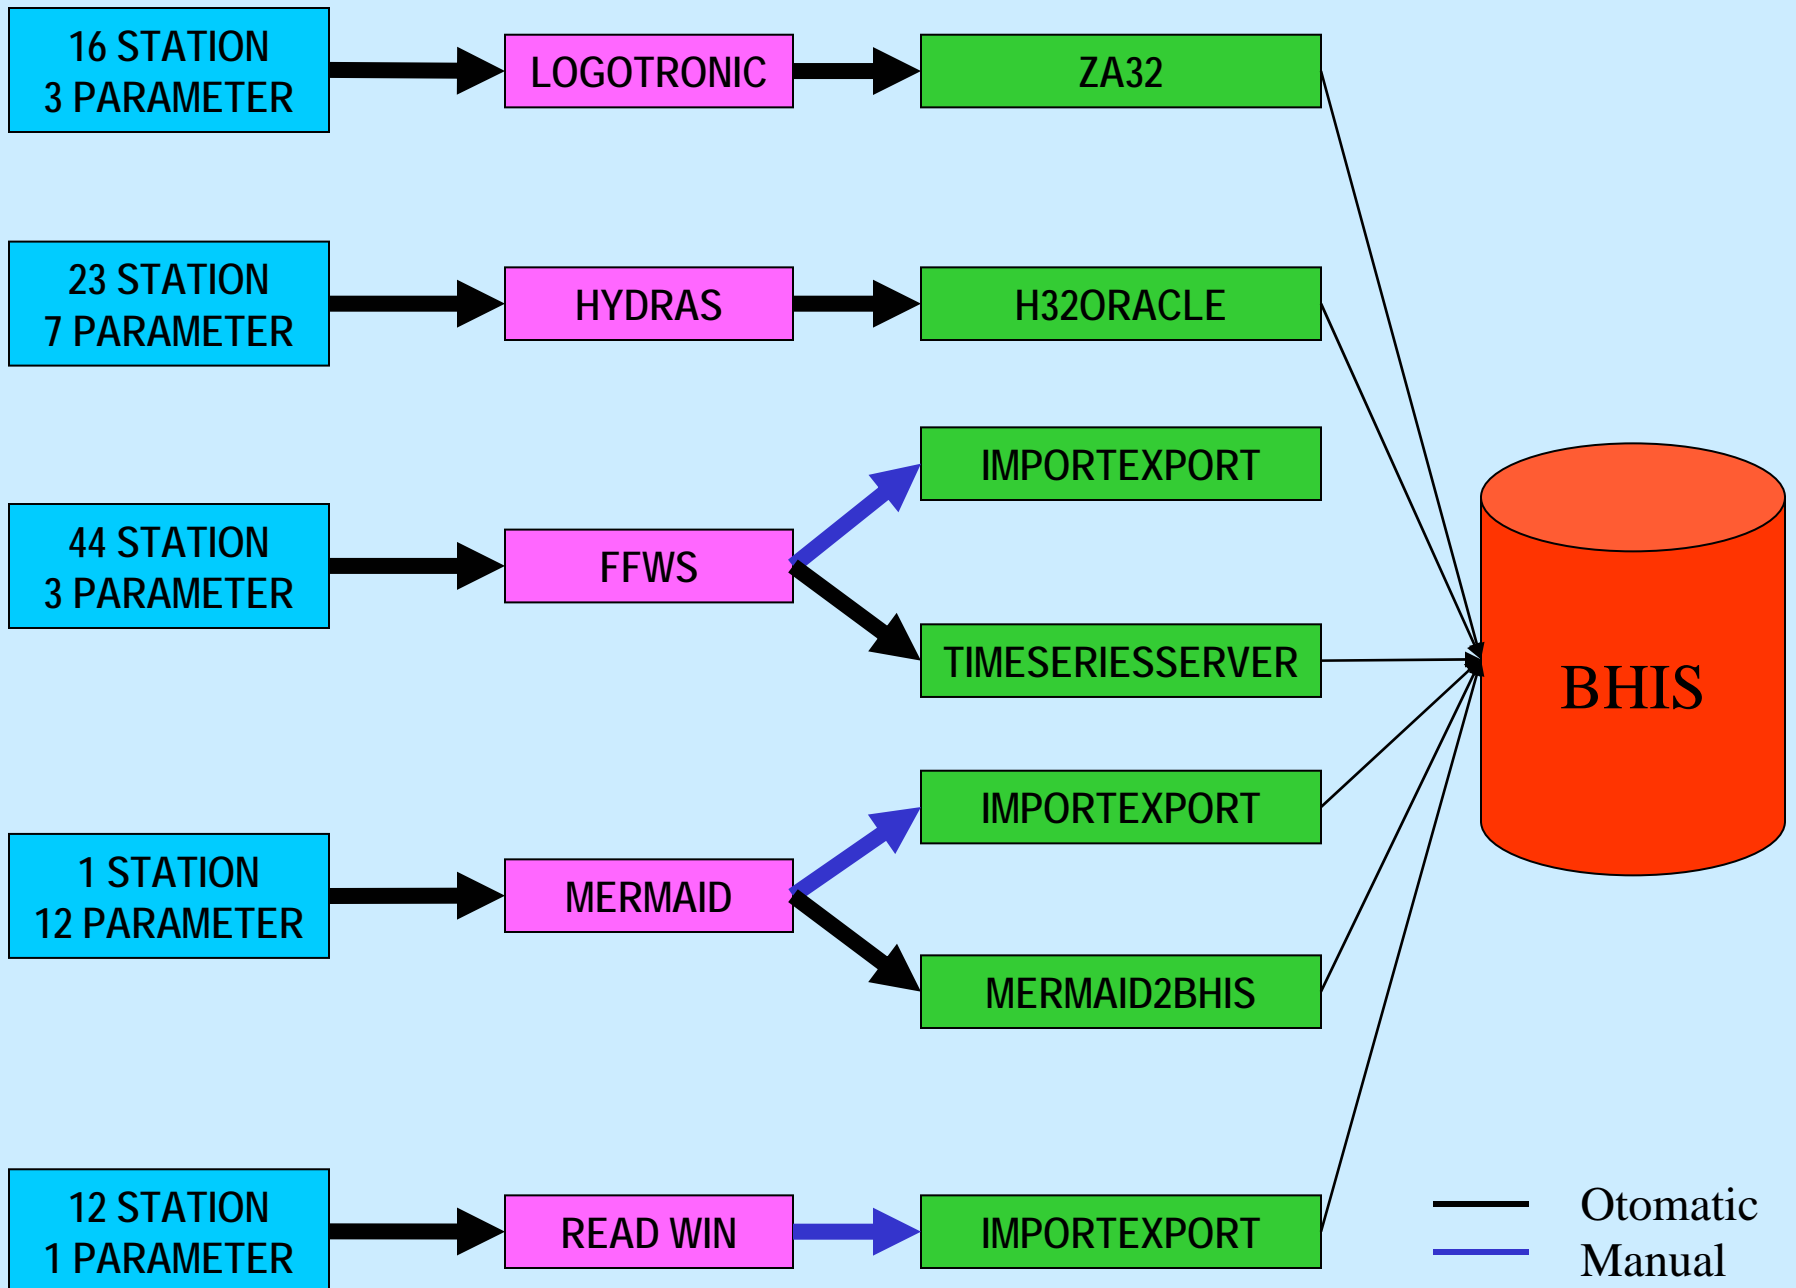 16 STATION
3 PARAMETER
LOGOTRONIC
ZA32
23 STATION
7 PARAMETER
HYDRAS
H32ORACLE
IMPORTEXPORT
44 STATION
3 PARAMETER
FFWS
TIMESERIESSERVER
BHIS
IMPORTEXPORT
1 STATION
12 PARAMETER
MERMAID
MERMAID2BHIS
12 STATION
1 PARAMETER
READ WIN
IMPORTEXPORT
Otomatic
Manual